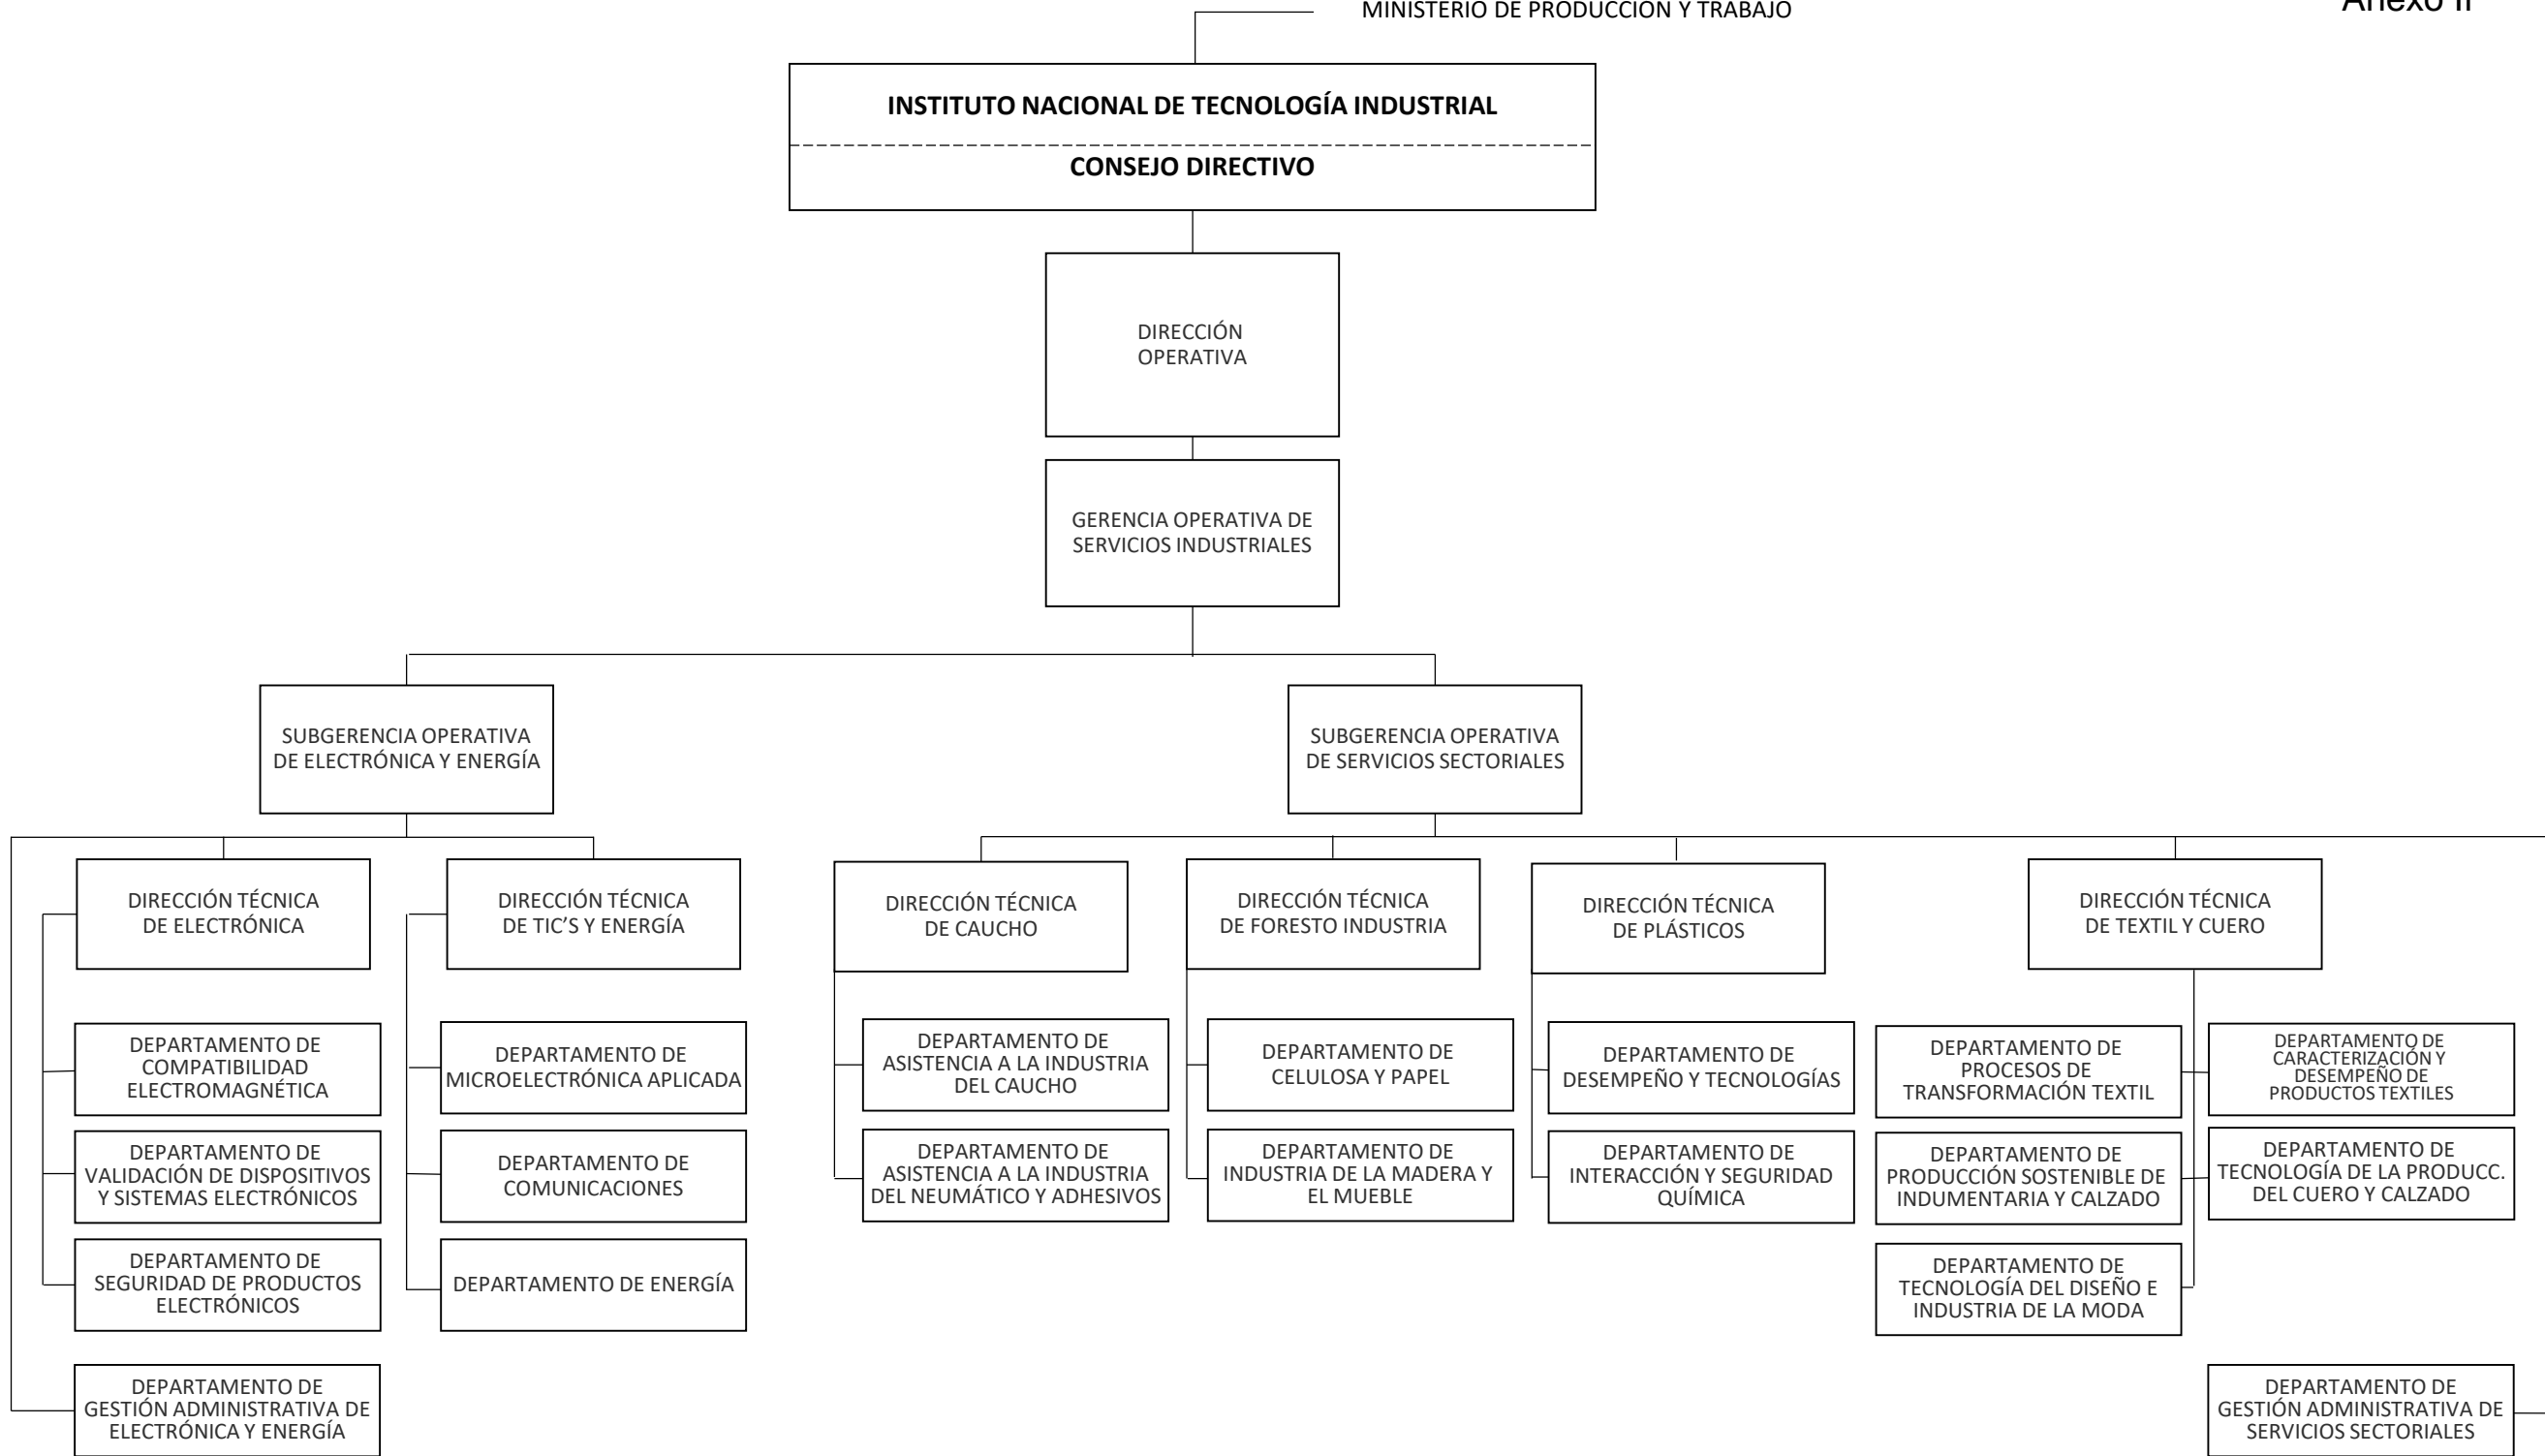 MINISTERIO DE PRODUCCIÓN Y TRABAJO
Anexo II
INSTITUTO NACIONAL DE TECNOLOGÍA INDUSTRIAL
CONSEJO DIRECTIVO
DIRECCIÓN
OPERATIVA
GERENCIA OPERATIVA DE
SERVICIOS INDUSTRIALES
SUBGERENCIA OPERATIVA
DE ELECTRÓNICA Y ENERGÍA
SUBGERENCIA OPERATIVA
DE SERVICIOS SECTORIALES
DIRECCIÓN TÉCNICA
DE ELECTRÓNICA
DIRECCIÓN TÉCNICA
DE TIC’S Y ENERGÍA
DIRECCIÓN TÉCNICA
DE CAUCHO
DIRECCIÓN TÉCNICA
DE FORESTO INDUSTRIA
DIRECCIÓN TÉCNICA
DE PLÁSTICOS
DIRECCIÓN TÉCNICA
DE TEXTIL Y CUERO
DEPARTAMENTO DE
COMPATIBILIDAD
ELECTROMAGNÉTICA
DEPARTAMENTO DE
MICROELECTRÓNICA APLICADA
DEPARTAMENTO DE
ASISTENCIA A LA INDUSTRIA
DEL CAUCHO
DEPARTAMENTO DE
CELULOSA Y PAPEL
DEPARTAMENTO DE
DESEMPEÑO Y TECNOLOGÍAS
DEPARTAMENTO DE
PROCESOS DE
TRANSFORMACIÓN TEXTIL
DEPARTAMENTO DE
CARACTERIZACIÓN Y
DESEMPEÑO DE
PRODUCTOS TEXTILES
DEPARTAMENTO DE
VALIDACIÓN DE DISPOSITIVOS
Y SISTEMAS ELECTRÓNICOS
DEPARTAMENTO DE
COMUNICACIONES
DEPARTAMENTO DE
ASISTENCIA A LA INDUSTRIA
DEL NEUMÁTICO Y ADHESIVOS
DEPARTAMENTO DE
INDUSTRIA DE LA MADERA Y
EL MUEBLE
DEPARTAMENTO DE
INTERACCIÓN Y SEGURIDAD
QUÍMICA
DEPARTAMENTO DE
PRODUCCIÓN SOSTENIBLE DE
INDUMENTARIA Y CALZADO
DEPARTAMENTO DE
TECNOLOGÍA DE LA PRODUCC.
DEL CUERO Y CALZADO
DEPARTAMENTO DE
SEGURIDAD DE PRODUCTOS
ELECTRÓNICOS
DEPARTAMENTO DE ENERGÍA
DEPARTAMENTO DE
TECNOLOGÍA DEL DISEÑO E
INDUSTRIA DE LA MODA
DEPARTAMENTO DE
GESTIÓN ADMINISTRATIVA DE
ELECTRÓNICA Y ENERGÍA
DEPARTAMENTO DE
GESTIÓN ADMINISTRATIVA DE
SERVICIOS SECTORIALES